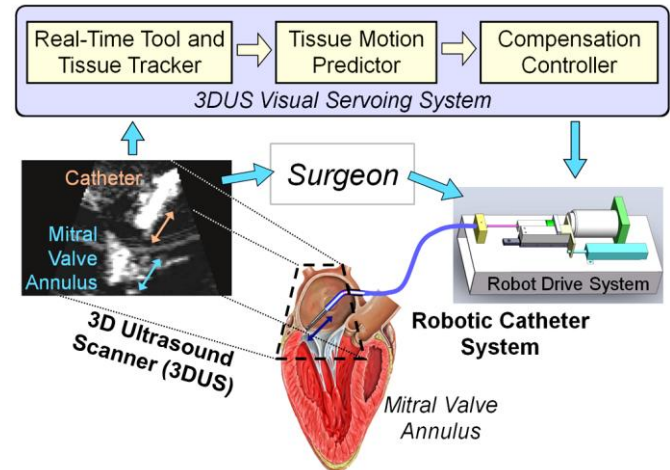 Real-Time Tool and
Tissue Tracker
Tissue Motion
Predictor
Compensation
Controller
3DUS Visual Servoing System
Catheter
Mitral
Valve
Annulus
Surgeon
Robot Drive System
3D Ultrasound
Scanner (3DUS)
Robotic Catheter
System
Mitral Valve
Annulus